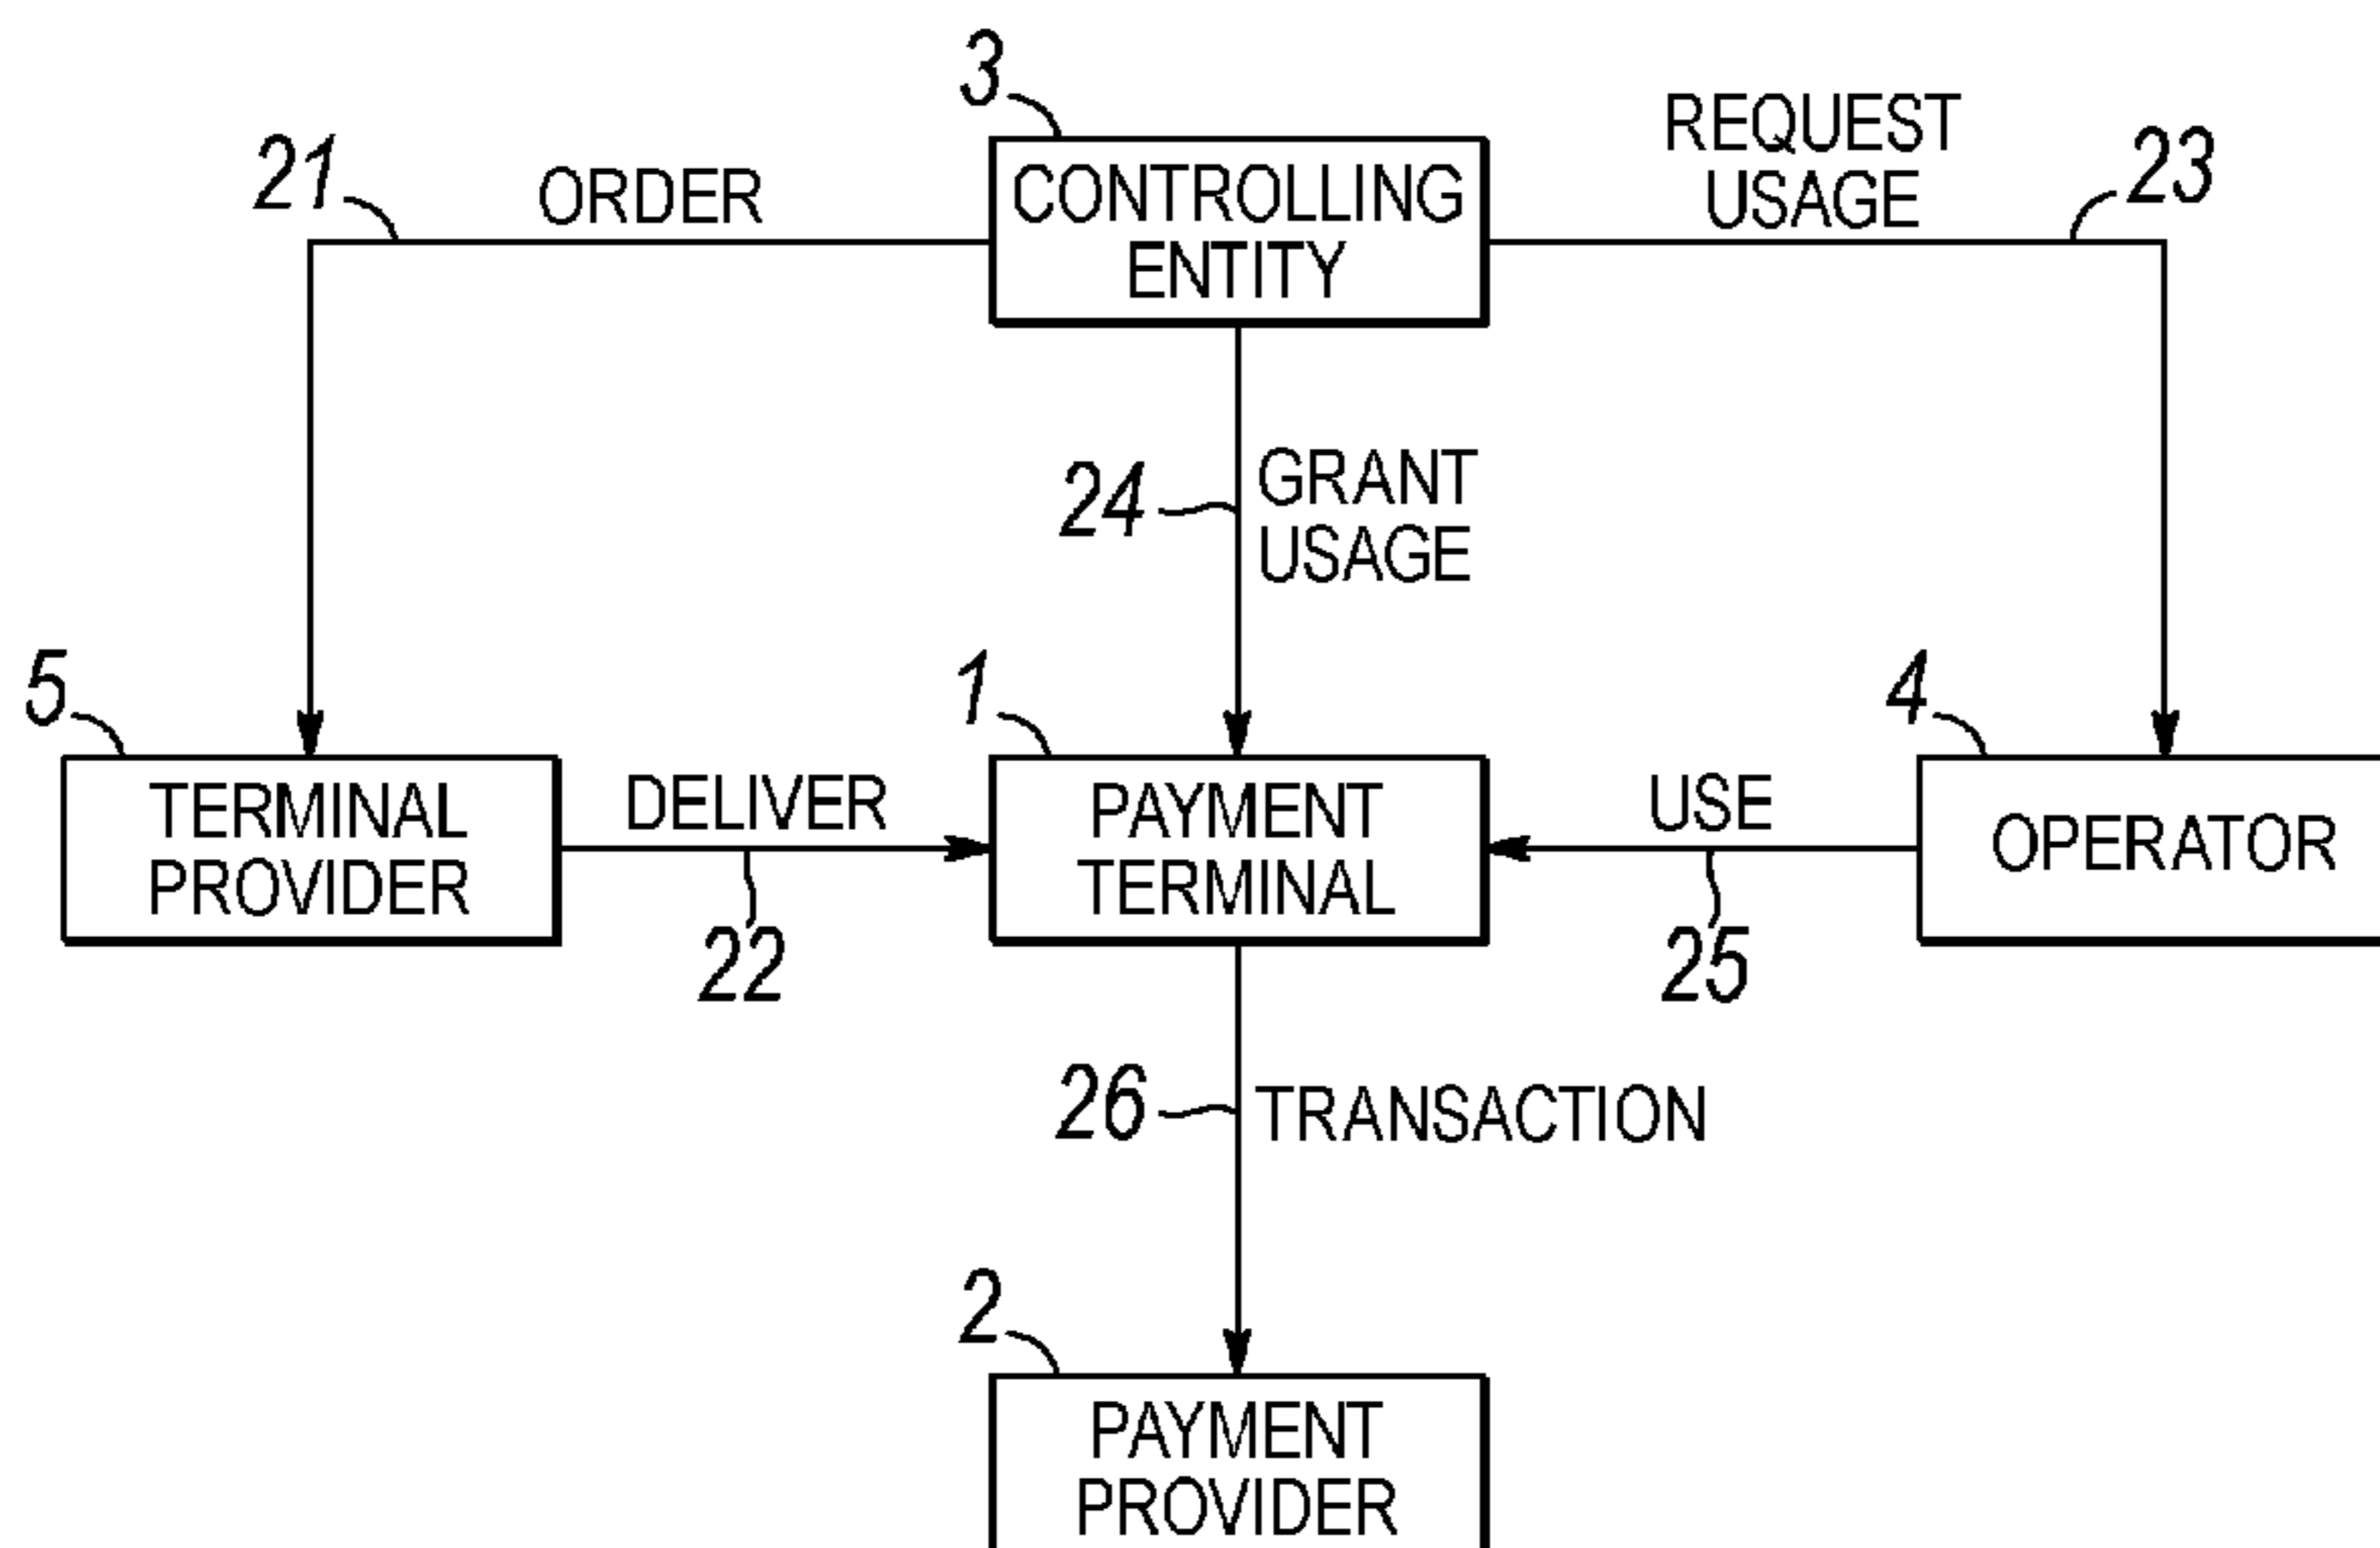 3
REQUEST
USAGE
23
21
ORDER
CONTROLLING
ENTITY
24
GRANT
USAGE
5
1
4
TERMINAL
PROVIDER
DELIVER
22
PAYMENT
TERMINAL
USE
25
OPERATOR
26
TRANSACTION
2
PAYMENT
PROVIDER